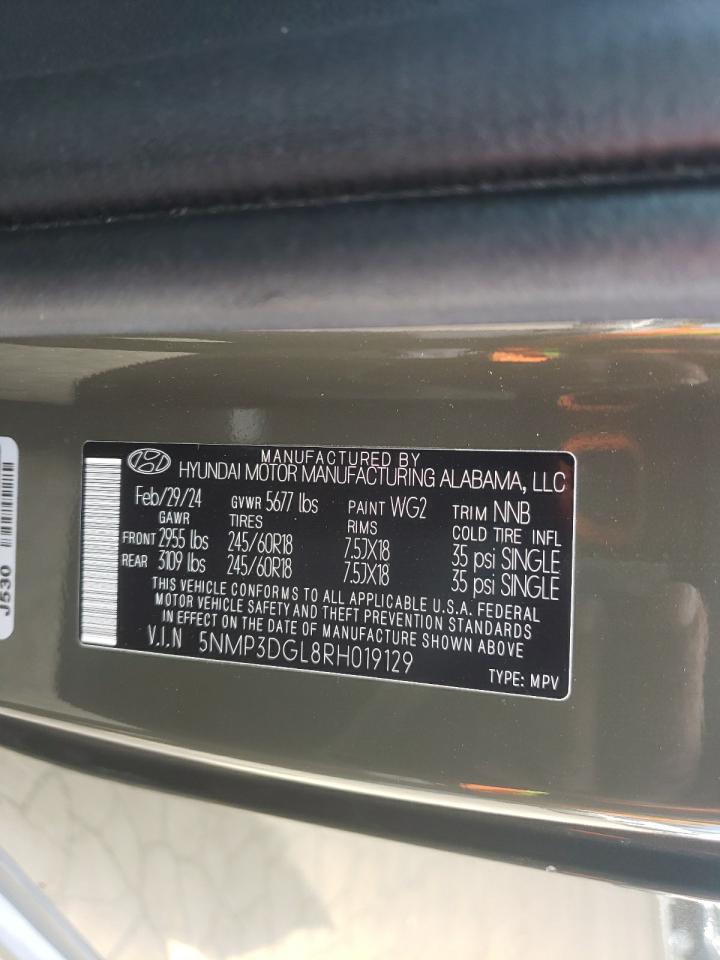 MANUFACTURED BY
HYUNDAI MOTOR MANUFACTURING ALABAMA, LLC
Feb/29/24 GVWR 5677 lbs PAINT WG2 TRIM NNB
GAWR TIRES RIMS COLD TIRE INFL
FRONT 2955 lbs 245/60R18 7.5JX18 35 psi SINGLE
REAR 3109 lbs 245/60R18 7.5JX18 35 psi SINGLE
THIS VEHICLE CONFORMS TO ALL APPLICABLE U.S.A. FEDERAL
MOTOR VEHICLE SAFETY AND THEFT PREVENTION STANDARDS
IN EFFECT ON THE DATE OF MANUFACTURE SHOWN ABOVE
V.I.N 5NMP3DGL8RH019129
TYPE: MPV
J530